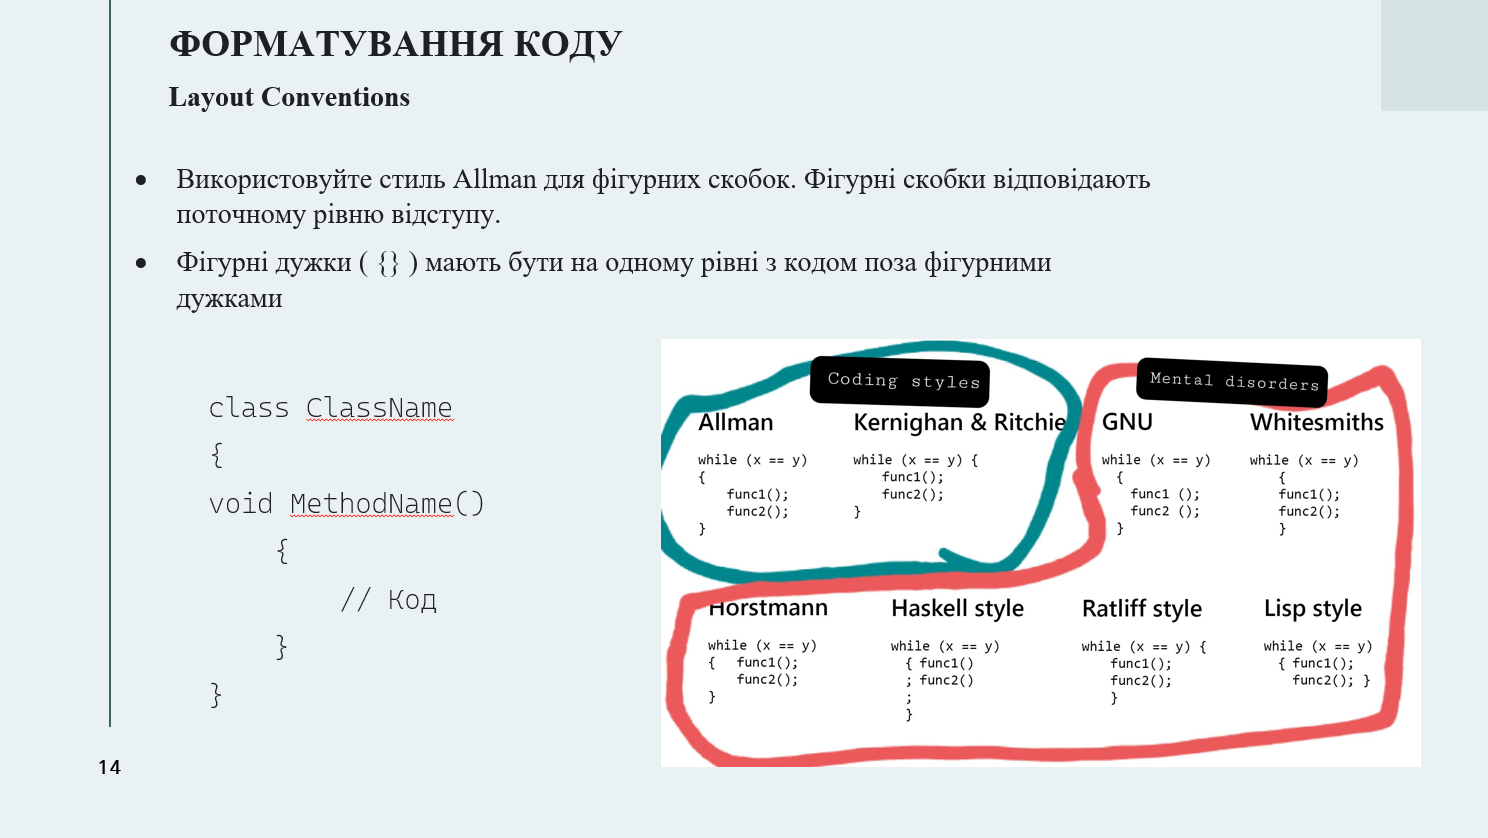 ФОРМАТУВАННЯ КОДУ
Layout Conventions
● Використовуйте стиль Allman для фігурних скобок. Фігурні скобки відповідають
поточному рівню відступу.
● Фігурні дужки ( {} ) мають бути на одному рівні з кодом поза фігурними
дужками
class ClassName
{
void MethodName()
{
// Код
}
}
Coding styles
Mental disorders
Allman
while (x == y)
{
func1();
func2();
}
Kernighan & Ritchie
while (x == y) {
func1();
func2();
}
GNU
while (x == y)
{
func1 ();
func2 ();
}
Whitesmiths
while (x == y)
{
func1();
func2();
}
Horstmann
while (x == y)
{ func1();
func2();
}
Haskell style
while (x == y)
{ func1()
; func2()
;
}
Ratliff style
while (x == y) {
func1();
func2();
}
Lisp style
while (x == y)
{ func1();
func2(); }
14